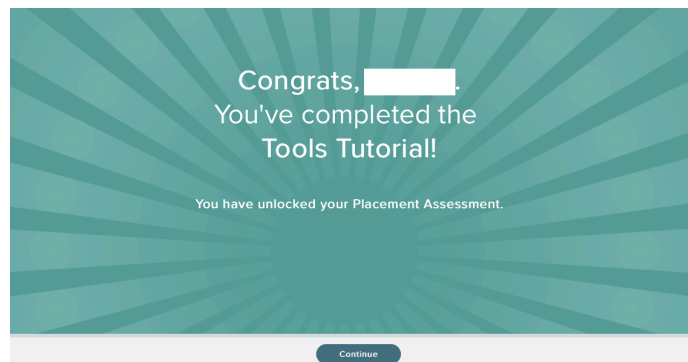 Congrats, .
You've completed the
Tools Tutorial!
You have unlocked your Placement Assessment.
Continue